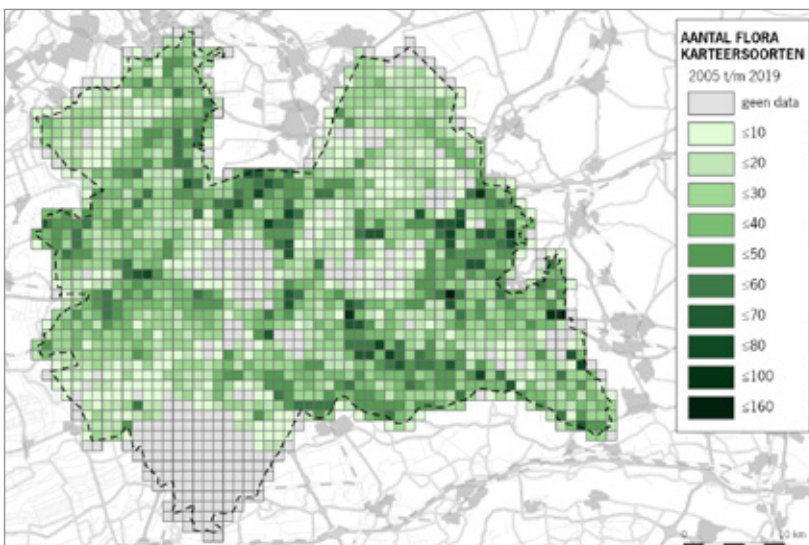 AANTAL FLORA
KARTEERSOORTEN
2005 t/m 2019
geen data
≤10
≤20
≤30
≤40
≤50
≤60
≤70
≤80
≤100
≤160
0 10 km